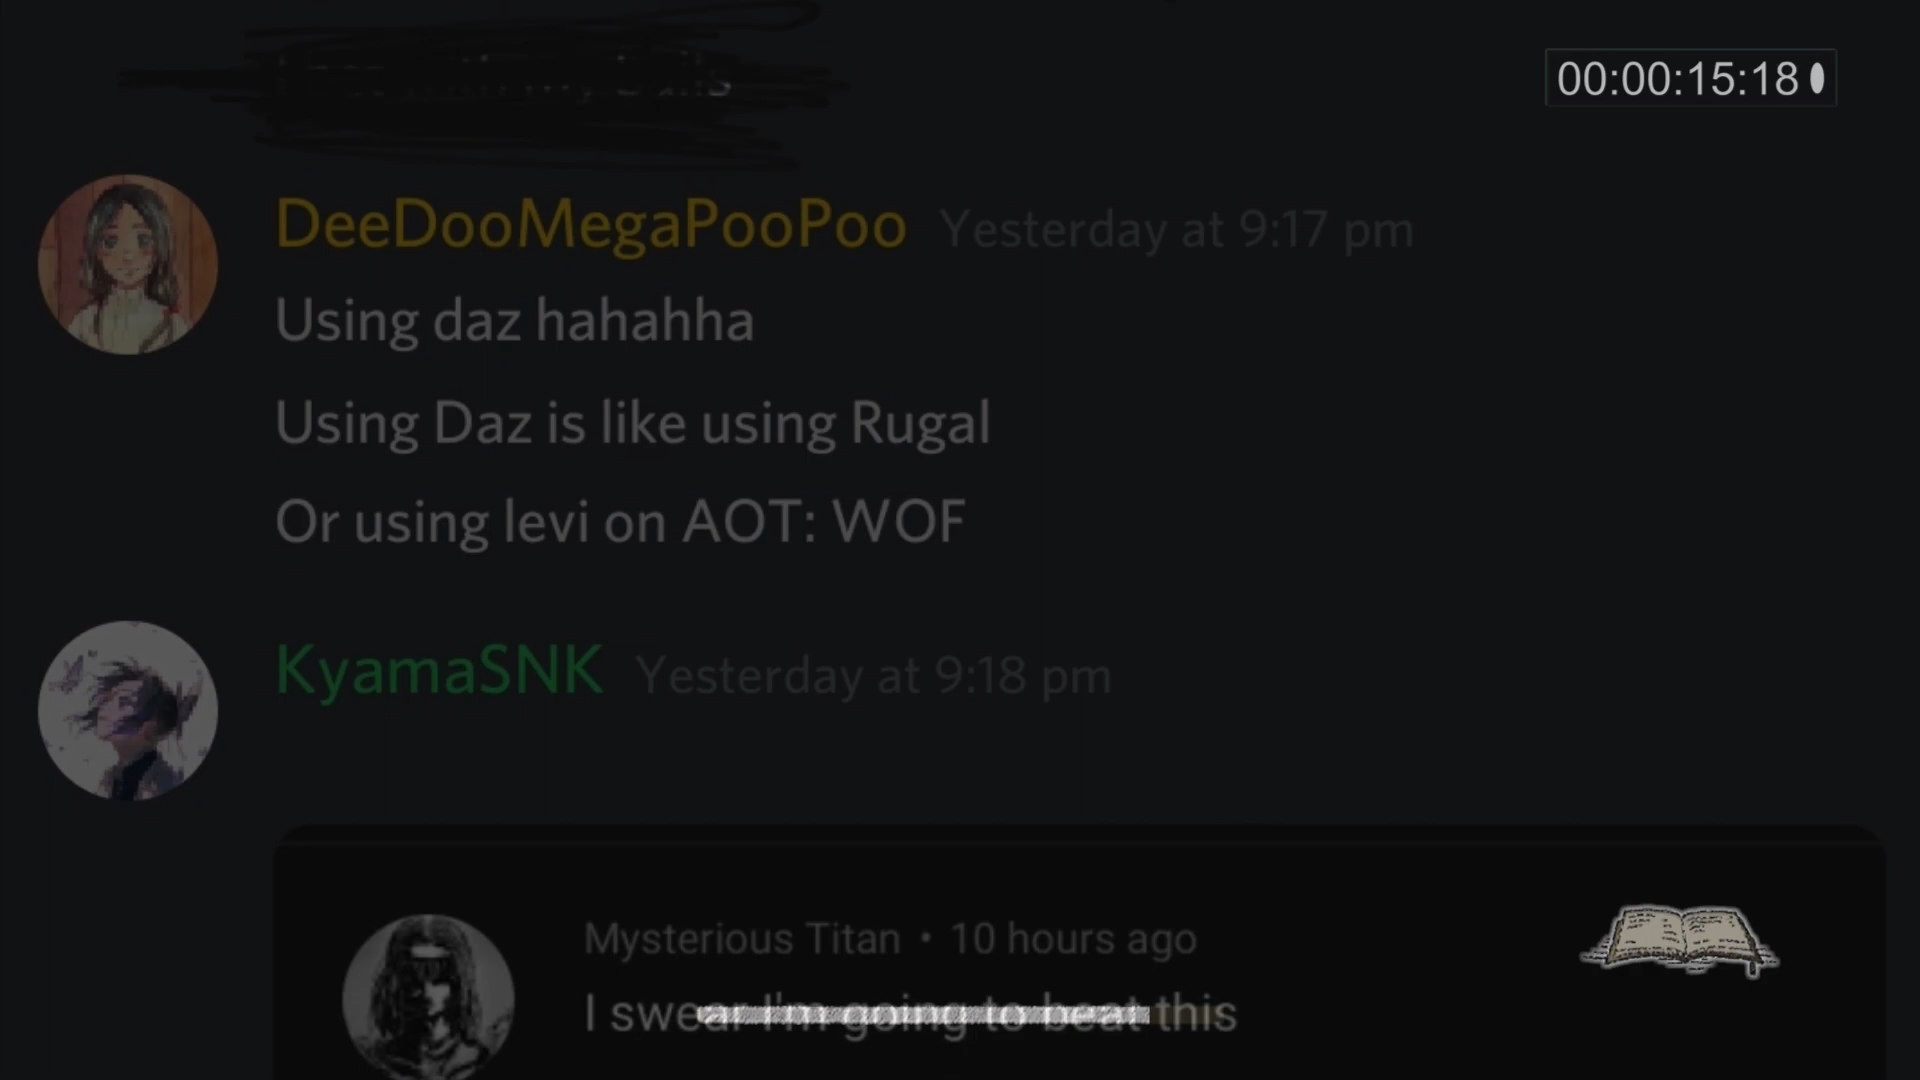 00:00:15:18
DeeDooMegaPooPoo Yesterday at 9:17 pm
Using daz hahahha
Using Daz is like using Rugal
Or using levi on AOT: WOF
KyamaSNK Yesterday at 9:18 pm
Mysterious Titan • 10 hours ago
I swear I'm going to beat this